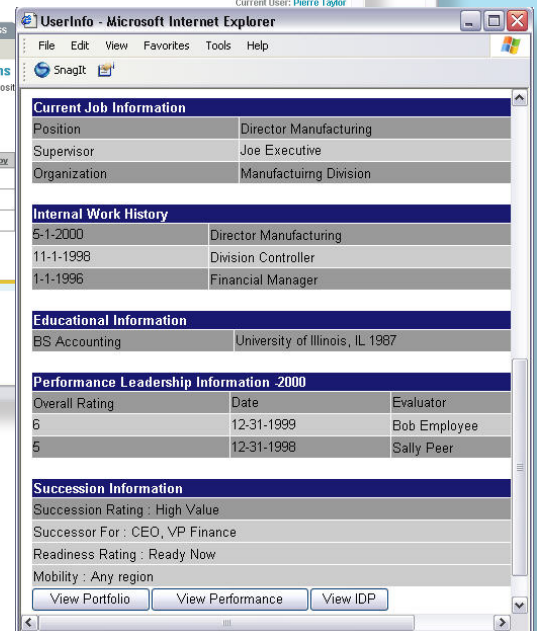 Current User: Pierre Taylor
UserInfo - Microsoft Internet Explorer
File Edit View Favorites Tools Help
SnagIt
Current Job Information
Position Director Manufacturing
Supervisor Joe Executive
Organization Manufactuirng Division
Internal Work History
5-1-2000 Director Manufacturing
11-1-1998 Division Controller
1-1-1996 Financial Manager
Educational Information
BS Accounting University of Illinois, IL 1987
Performance Leadership Information -2000
Overall Rating Date Evaluator
6 12-31-1999 Bob Employee
5 12-31-1998 Sally Peer
Succession Information
Succession Rating : High Value
Successor For : CEO, VP Finance
Readiness Rating : Ready Now
Mobility : Any region
View Portfolio View Performance View IDP